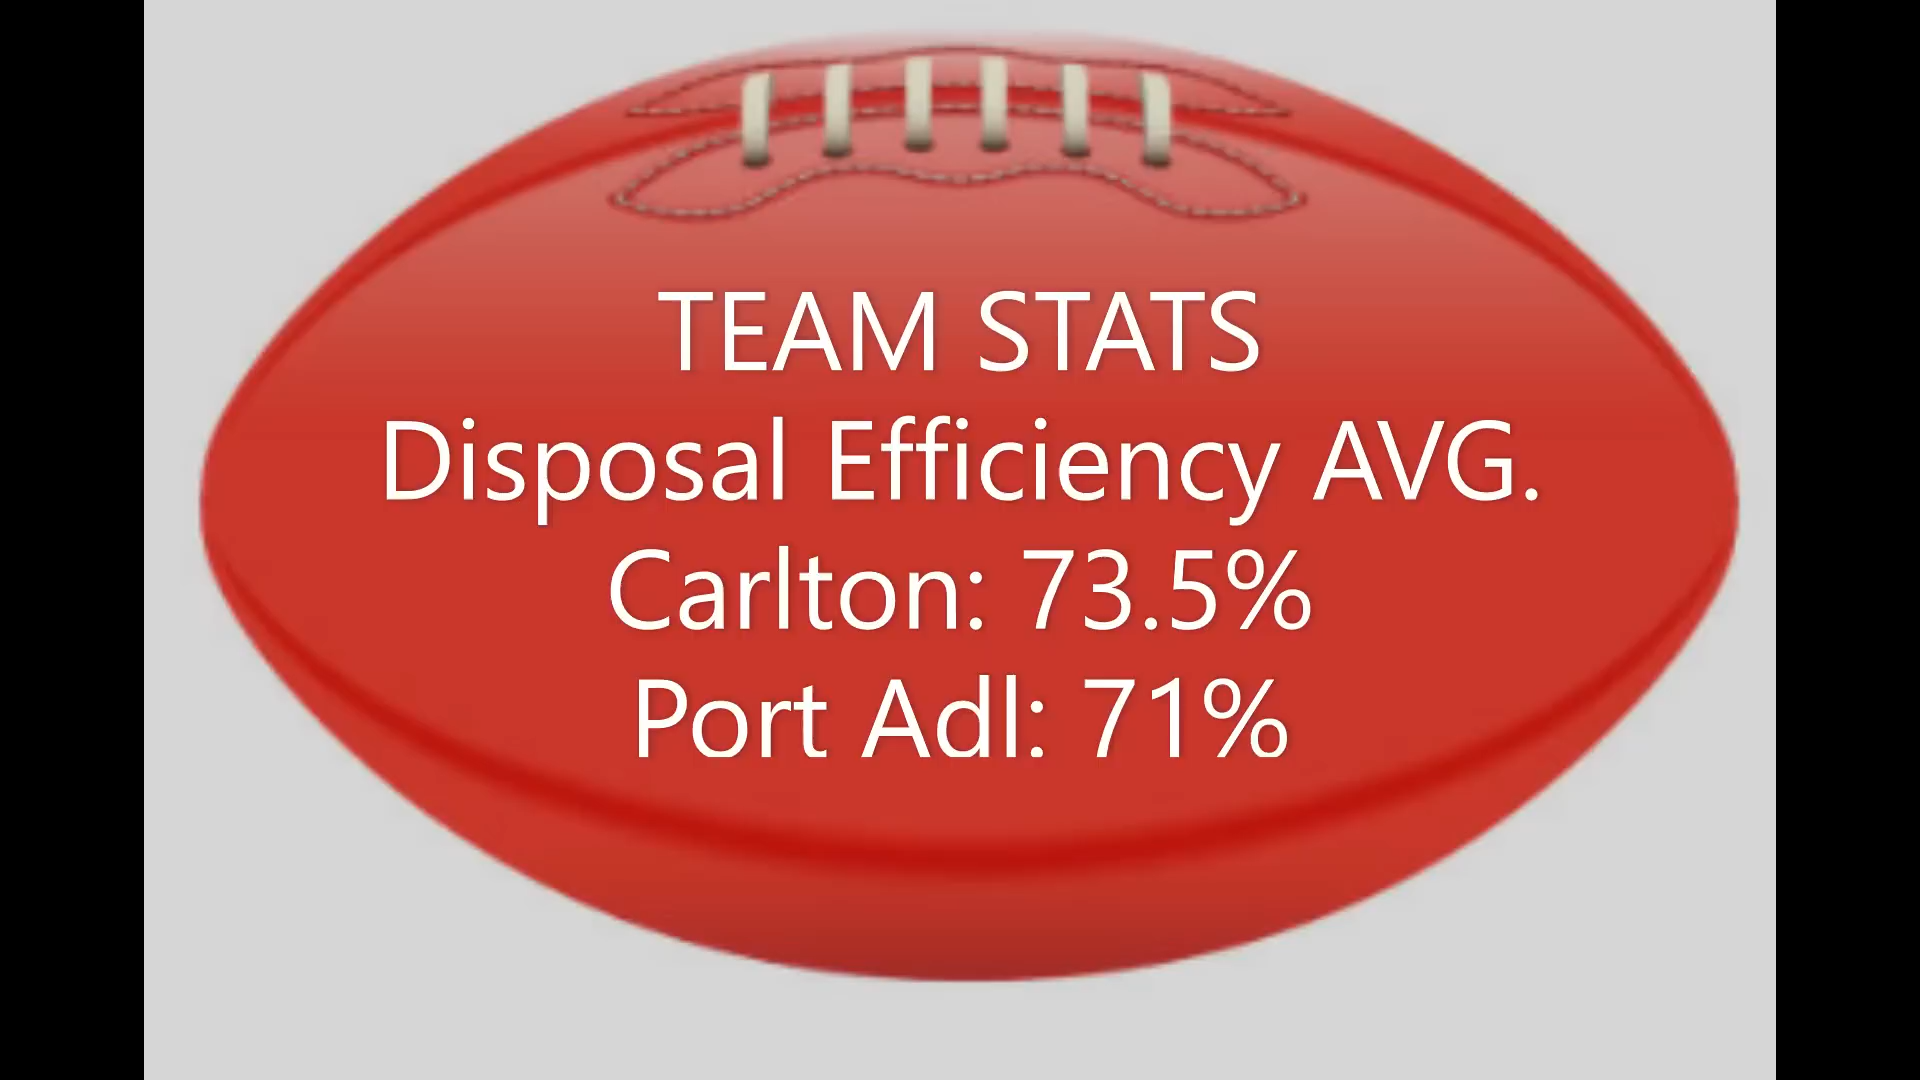 TEAM STATS
Disposal Efficiency AVG.
Carlton: 73.5%
Port Adl: 71%